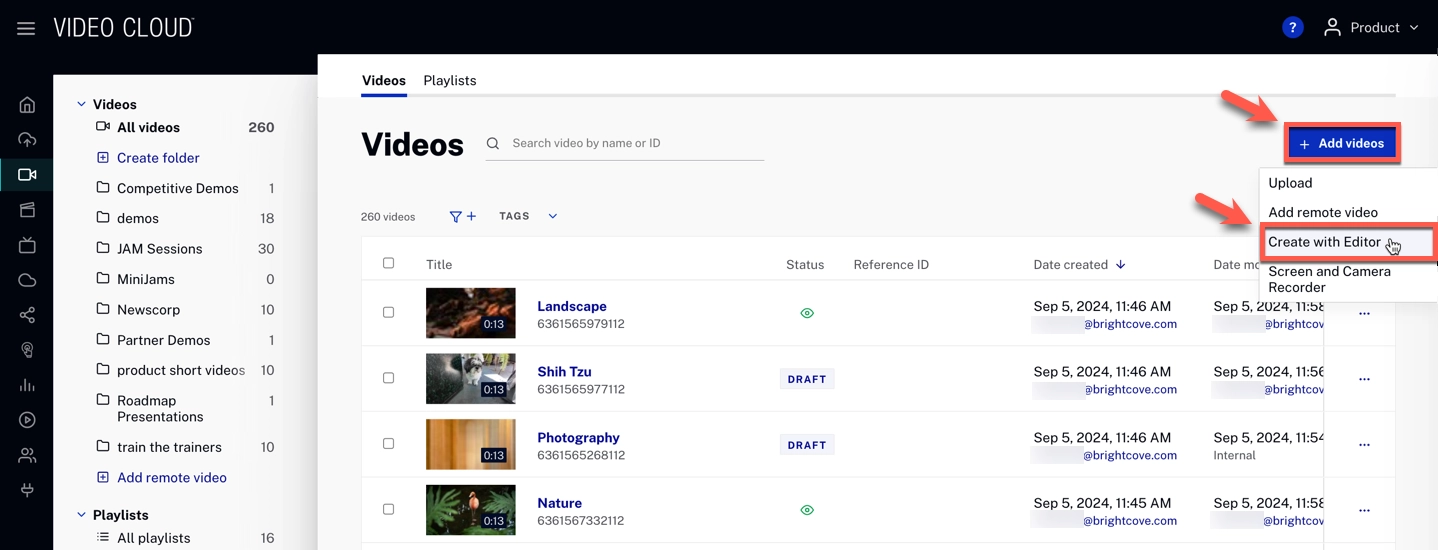 VIDEO CLOUD™
? Product
Videos
All videos 260
Create folder
Competitive Demos 1
demos 18
JAM Sessions 30
MiniJams 0
Newscorp 10
Partner Demos 1
product short videos 10
Roadmap 1
Presentations
train the trainers 10
Add remote video
Playlists
All playlists 16
Videos Playlists
Videos
Search video by name or ID
+ Add videos
Upload
Add remote video
Create with Editor
Screen and Camera
Recorder
260 videos + TAGS
Title Status Reference ID Date created Date mo
Landscape Sep 5, 2024, 11:46 AM Sep 5, 2024, 11:58
0:13 6361565979112 @brightcove.com @brightcov
Shih Tzu Sep 5, 2024, 11:46 AM Sep 5, 2024, 11:56
DRAFT
0:13 6361565977112 @brightcove.com @brightcov
Photography Sep 5, 2024, 11:46 AM Sep 5, 2024, 11:54
DRAFT
0:13 6361565268112 @brightcove.com Internal
Nature Sep 5, 2024, 11:45 AM Sep 5, 2024, 11:58
0:13 6361567332112 @brightcove.com @brightcov